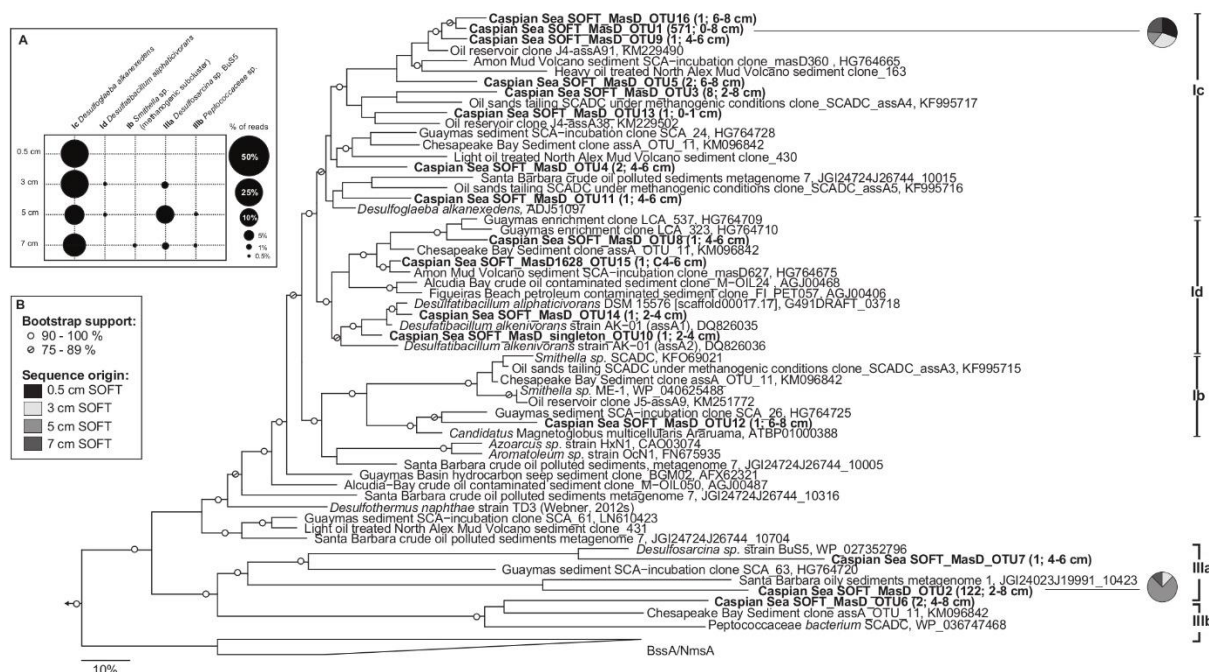 A
Ic Desulfoglaeba alkanexedens
Id Desulfatibacillum aliphaticivorans
Ib Smithella sp.
(methanogenic subcluster)
IIIa Desulfosarcina sp. BuS5
IIIb Peptococcaceae sp.
% of reads
0.5 cm
3 cm
5 cm
7 cm
50%
25%
10%
5%
1%
0.5%
B
Bootstrap support:
90 - 100 %
75 - 89 %
Sequence origin:
0.5 cm SOFT
3 cm SOFT
5 cm SOFT
7 cm SOFT
Caspian Sea SOFT_MasD_OTU16 (1; 6-8 cm)
Caspian Sea SOFT_MasD_OTU1 (571; 0-8 cm)
Caspian Sea SOFT_MasD_OTU9 (1; 4-6 cm)
Oil reservoir clone J4-assA91, KM229490
Amon Mud Volcano sediment SCA-incubation clone_masD360 , HG764665
Heavy oil treated North Alex Mud Volcano sediment clone_163
Caspian Sea SOFT_MasD_OTU5 (2; 6-8 cm)
Caspian Sea SOFT_MasD_OTU3 (8; 2-8 cm)
Oil sands tailing SCADC under methanogenic conditions clone_SCADC_assA4, KF995717
Caspian Sea SOFT_MasD_OTU13 (1; 0-1 cm)
Oil reservoir clone J4-assA38, KM229502
Guaymas sediment SCA-incubation clone SCA_24, HG764728
Chesapeake Bay Sediment clone assA_OTU_11, KM096842
Light oil treated North Alex Mud Volcano sediment clone_430
Caspian Sea SOFT_MasD_OTU4 (2; 4-6 cm)
Santa Barbara crude oil polluted sediments metagenome 7, JGI24724J26744_10015
Oil sands tailing SCADC under methanogenic conditions clone_SCADC_assA5, KF995716
Caspian Sea SOFT_MasD_OTU11 (1; 4-6 cm)
Desulfoglaeba alkanexedens, ADJ51097
Ic
Guaymas enrichment clone LCA_537, HG764709
Guaymas enrichment clone LCA_323, HG764710
Caspian Sea SOFT_MasD_OTU8 (1; 4-6 cm)
Chesapeake Bay Sediment clone assA_OTU_11, KM096842
Caspian Sea SOFT_MasD1628_OTU15 (1; C4-6 cm)
Amon Mud Volcano sediment SCA-incubation clone_masD627, HG764675
Alcudia Bay crude oil contaminated sediment clone_M-OIL24, AGJ00468
Figueiras Beach petroleum contaminated sediment clone_FI_PET057, AGJ00406
Desulfatibacillum aliphaticivorans DSM 15576 [scaffold00017.17], G491DRAFT_03718
Caspian Sea SOFT_MasD_OTU14 (1; 2-4 cm)
Desulfatibacillum alkenivorans strain AK-01 (assA1), DQ826035
Caspian Sea SOFT_MasD_singleton_OTU10 (1; 2-4 cm)
Desulfatibacillum alkenivorans strain AK-01 (assA2), DQ826036
Id
Smithella sp. SCADC, KFO69021
Oil sands tailing SCADC under methanogenic conditions clone_SCADC_assA3, KF995715
Chesapeake Bay Sediment clone assA_OTU_11, KM096842
Smithella sp. ME-1, WP_040625488
Oil reservoir clone J5-assA9, KM251772
Guaymas sediment SCA-incubation clone SCA_26, HG764725
Caspian Sea SOFT_MasD_OTU12 (1; 6-8 cm)
Candidatus Magnetoglobus multicellularis Araruama, ATBP01000388
Ib
Azoarcus sp. strain HxN1, CAO03074
Aromatoleum sp. strain OcN1, FN675935
Santa Barbara crude oil polluted sediments, metagenome 7, JGI24724J26744_10005
Guaymas Basin hydrocarbon seep sediment clone_BGM02, AFX62321
Alcudia-Bay crude oil contaminated sediment clone_M-OIL050, AGJ00487
Santa Barbara crude oil polluted sediments metagenome 7, JGI24724J26744_10316
Desulfothermus naphthae strain TD3 (Webner, 2012s)
Guaymas sediment SCA-incubation clone SCA_61, LN610423
Light oil treated North Alex Mud Volcano sediment clone_431
Santa Barbara crude oil polluted sediments metagenome 7, JGI24724J26744_10704
Desulfosarcina sp. strain BuS5, WP_027352796
Caspian Sea SOFT_MasD_OTU7 (1; 4-6 cm)
Guaymas sediment SCA-incubation clone SCA_63, HG764720
Santa Barbara oily sediments metagenome 1, JGI24023J19991_10423
Caspian Sea SOFT_MasD_OTU2 (122; 2-8 cm)
IIIa
Caspian Sea SOFT_MasD_OTU6 (2; 4-8 cm)
Chesapeake Bay Sediment clone assA_OTU_11, KM096842
Peptococcaceae bacterium SCADC, WP_036747468
IIIb
BssA/NmsA
10%